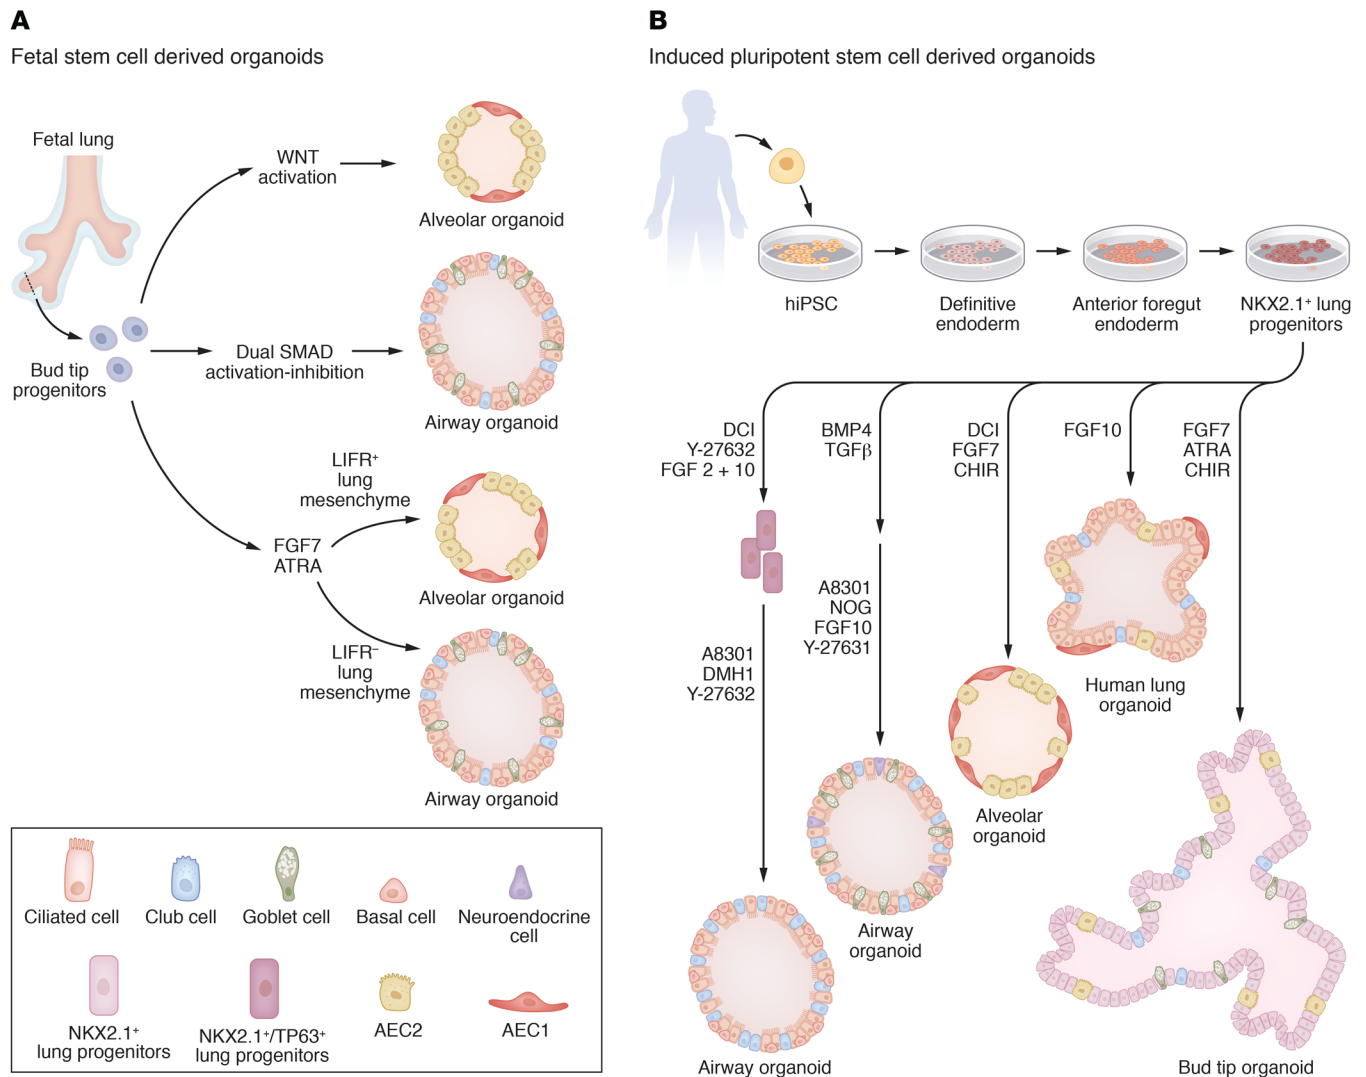 A
Fetal stem cell derived organoids
Fetal lung
WNT
activation
Alveolar organoid
Bud tip
progenitors
Dual SMAD
activation-inhibition
Airway organoid
LIFR⁺
lung
mesenchyme
FGF7
ATRA
Alveolar organoid
LIFR⁻
lung
mesenchyme
Airway organoid
Ciliated cell
Club cell
Goblet cell
Basal cell
Neuroendocrine
cell
NKX2.1⁺
lung progenitors
NKX2.1⁺/TP63⁺
lung progenitors
AEC2
AEC1
B
Induced pluripotent stem cell derived organoids
hiPSC
Definitive
endoderm
Anterior foregut
endoderm
NKX2.1⁺ lung
progenitors
DCI
Y-27632
FGF 2 + 10
A8301
DMH1
Y-27632
Airway organoid
BMP4
TGFβ
A8301
NOG
FGF10
Y-27631
Airway
organoid
DCI
FGF7
CHIR
Alveolar
organoid
FGF10
Human lung
organoid
FGF7
ATRA
CHIR
Bud tip organoid